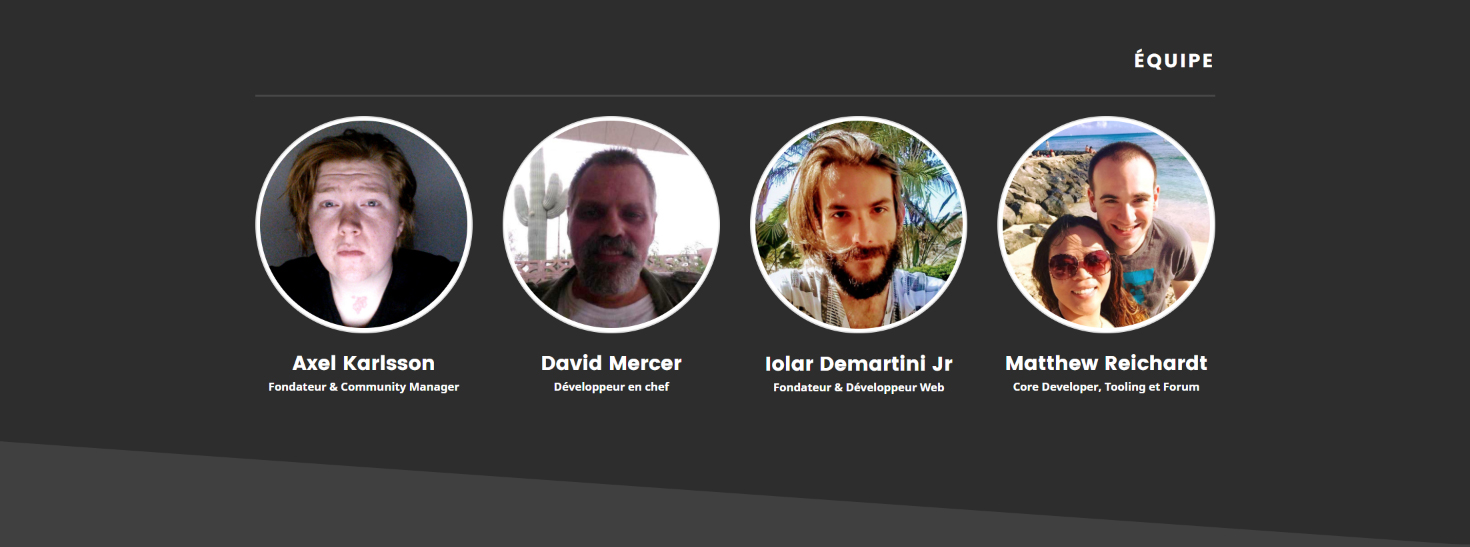 ÉQUIPE
Axel Karlsson
Fondateur & Community Manager
David Mercer
Développeur en chef
Iolar Demartini Jr
Fondateur & Développeur Web
Matthew Reichardt
Core Developer, Tooling et Forum